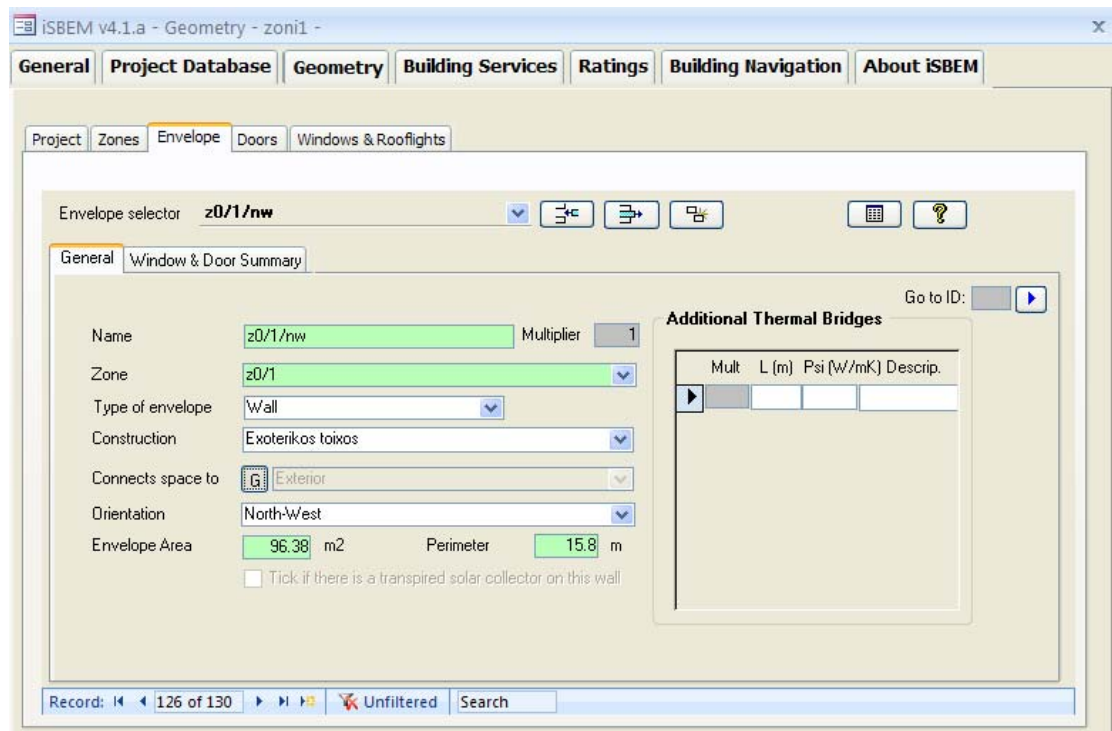 iSBEM v4.1.a - Geometry - zoni1 -
x
General Project Database Geometry Building Services Ratings Building Navigation About iSBEM
Project Zones Envelope Doors Windows & Rooflights
Envelope selector z0/1/nw
General Window & Door Summary
Go to ID:
Name z0/1/nw Multiplier 1
Additional Thermal Bridges
Zone z0/1
Mult L (m) Psi (W/mK) Descrip.
Type of envelope Wall
Construction Exoterikos toixos
Connects space to G Exterior
Orientation North-West
Envelope Area 96.38 m2 Perimeter 15.8 m
Tick if there is a transpired solar collector on this wall
Record: 126 of 130 Unfiltered Search